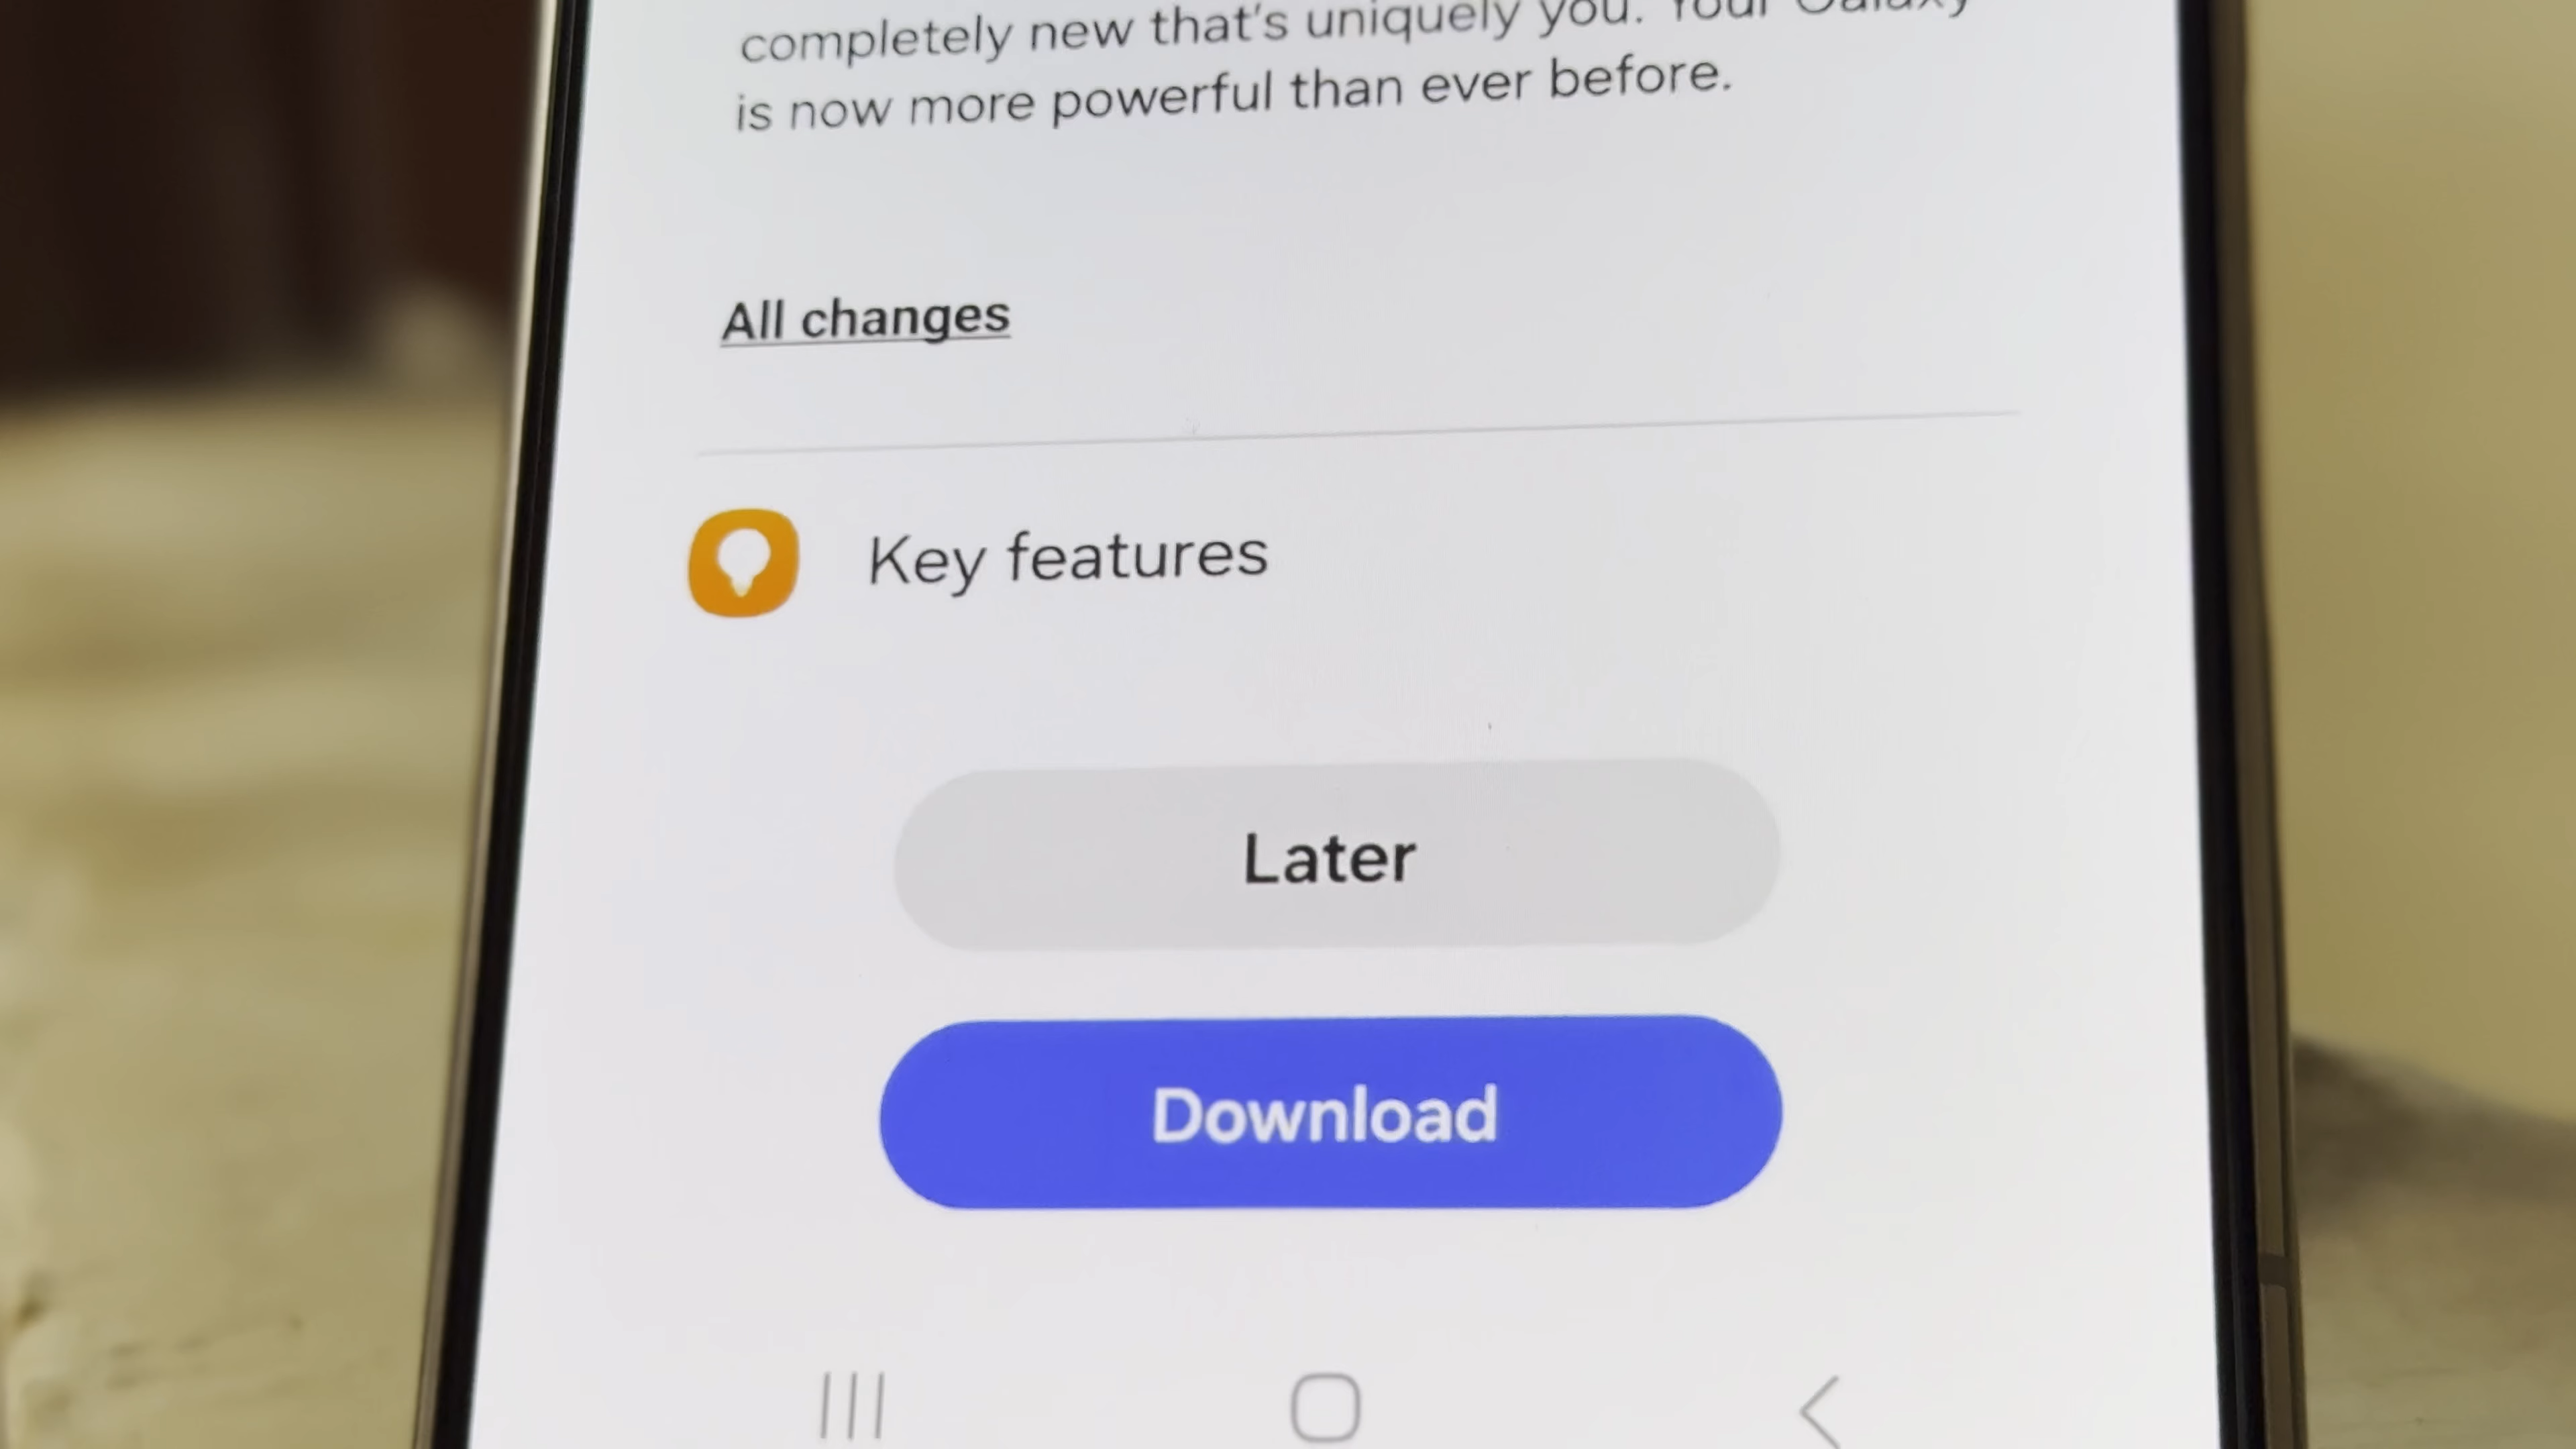 completely new that's uniquely you. Your Galaxy
is now more powerful than ever before.
All changes
Key features
Later
Download